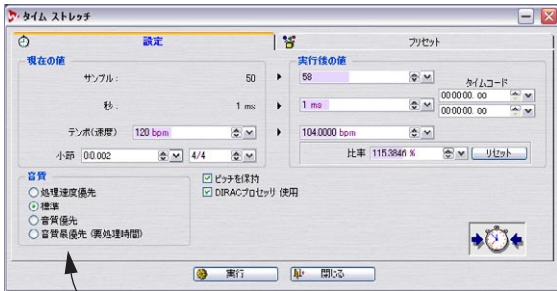 タイム ストレッチ
設定 プリセット
現在の値
サンプル： 50
秒： 1 ms
テンポ（速度） 120 bpm
小節 00.002 4/4
実行後の値
58
1 ms
104.0000 bpm
タイムコード
00:00:00. 00
00:00:00. 00
比率 115.3846 % リセット
音質
処理速度優先
標準
音質優先
音質最優先（要処理時間）
ピッチを保持
DIRACプロセッサ使用
実行 閉じる